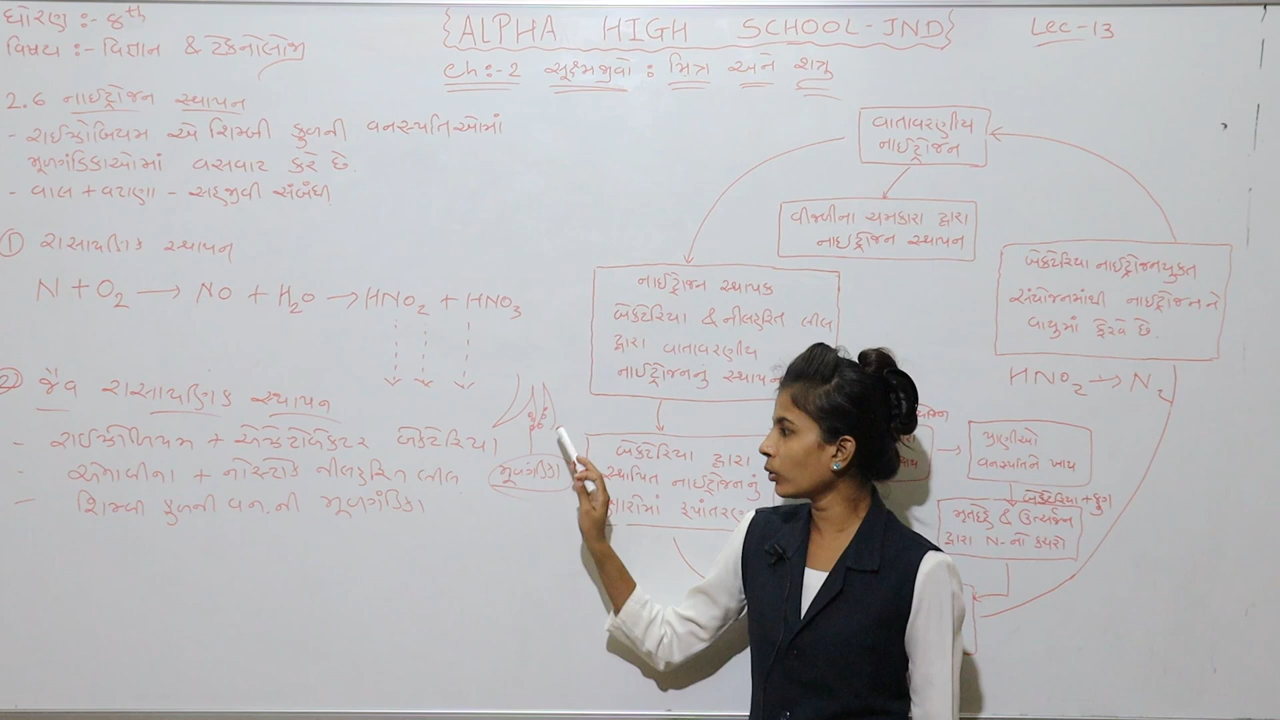 ધોરણ :- 8th
વિષય :- વિજ્ઞાન & ટેકનોલોજી
{ALPHA HIGH SCHOOL-JND}
Lec-13
Ch:-2 સૂક્ષ્મજીવો : મિત્ર અને શત્રુ
2.6 નાઈટ્રોજન સ્થાપન
- રાઈઝોબિયમ એ શિમ્બી કુળની વનસ્પતિઓમાં
મૂળગંડિકાઓમાં વસવાટ કરે છે.
- વાલ + વટાણા - સહજીવી સંબંધ
① રાસાયણિક સ્થાપન
N + O2 → NO + H2O → HNO2 + HNO3
② જૈવ રાસાયણિક સ્થાપન
- રાઈઝોબિયમ + એઝેટોબેક્ટર બેક્ટેરિયા
- એનાબીના + નોસ્ટોક નીલહરિત લીલ
- શિમ્બી કુળની વન.ની મૂળગંડિકા
મૂળગંડિકા
વાતાવરણીય
નાઈટ્રોજન
વીજળીના ચમકારા દ્વારા
નાઈટ્રોજન સ્થાપન
નાઈટ્રોજન સ્થાપક
બેક્ટેરિયા & નીલહરિત લીલ
દ્વારા વાતાવરણીય
નાઈટ્રોજનનું સ્થાપન
બેક્ટેરિયા દ્વારા
સ્થાપિત નાઈટ્રોજનનું
ક્ષારોમાં રૂપાંતરણ
બેક્ટેરિયા નાઈટ્રોજનયુક્ત
સંયોજનમાંથી નાઈટ્રોજનને
વાયુમાં ફેરવે છે.
HNO2 → N2
પ્રાણીઓ
વનસ્પતિને ખાય
બેક્ટેરિયા + ફુગ
મૃતદેહ & ઉત્સર્જન
દ્વારા N-નો કચરો